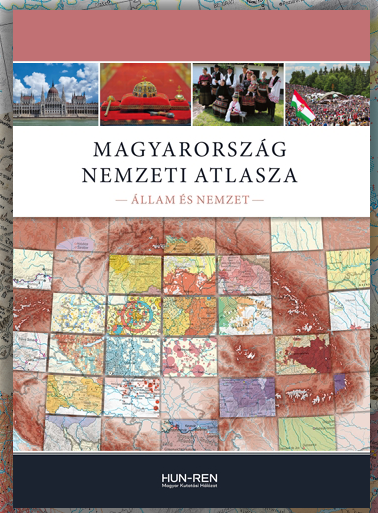 MAGYARORSZÁG
NEMZETI ATLASZA
— ÁLLAM ÉS NEMZET —
HUN-REN
Magyar Kutatási Hálózat